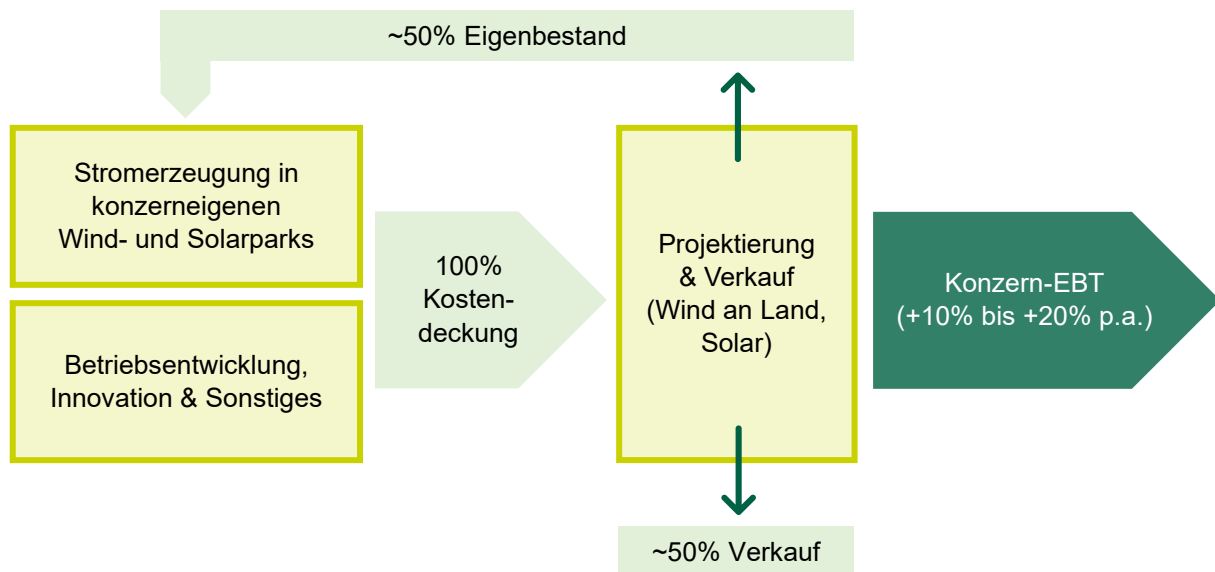 ~50% Eigenbestand
Stromerzeugung in
konzerneigenen
Wind- und Solarparks
Betriebsentwicklung,
Innovation & Sonstiges
100%
Kosten-
deckung
Projektierung
& Verkauf
(Wind an Land,
Solar)
Konzern-EBT
(+10% bis +20% p.a.)
~50% Verkauf